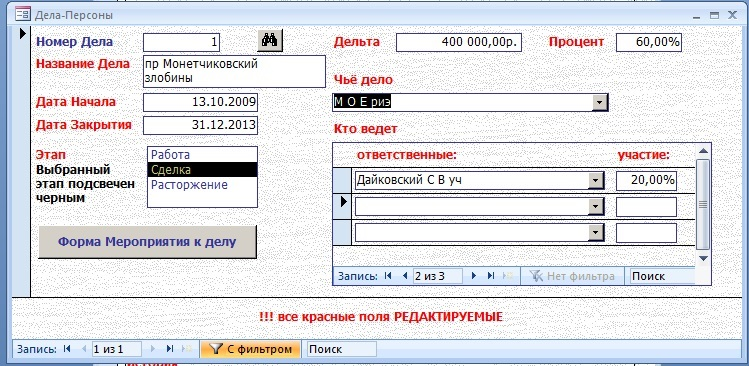 Дела-Персоны
Номер Дела 1 Дельта 400 000,00р. Процент 60,00%
Название Дела пр Монетчиковский
злобины
Чьё дело
Дата Начала 13.10.2009 М О Е риэ
Дата Закрытия 31.12.2013 Кто ведет
Этап Работа ответственные: участие:
Выбранный Сделка
этап подсвечен Расторжение Дайковский С В уч 20,00%
черным
Форма Мероприятия к делу
Запись: 2 из 3 Нет фильтра Поиск
!!! все красные поля РЕДАКТИРУЕМЫЕ
Запись: 1 из 1 С фильтром Поиск